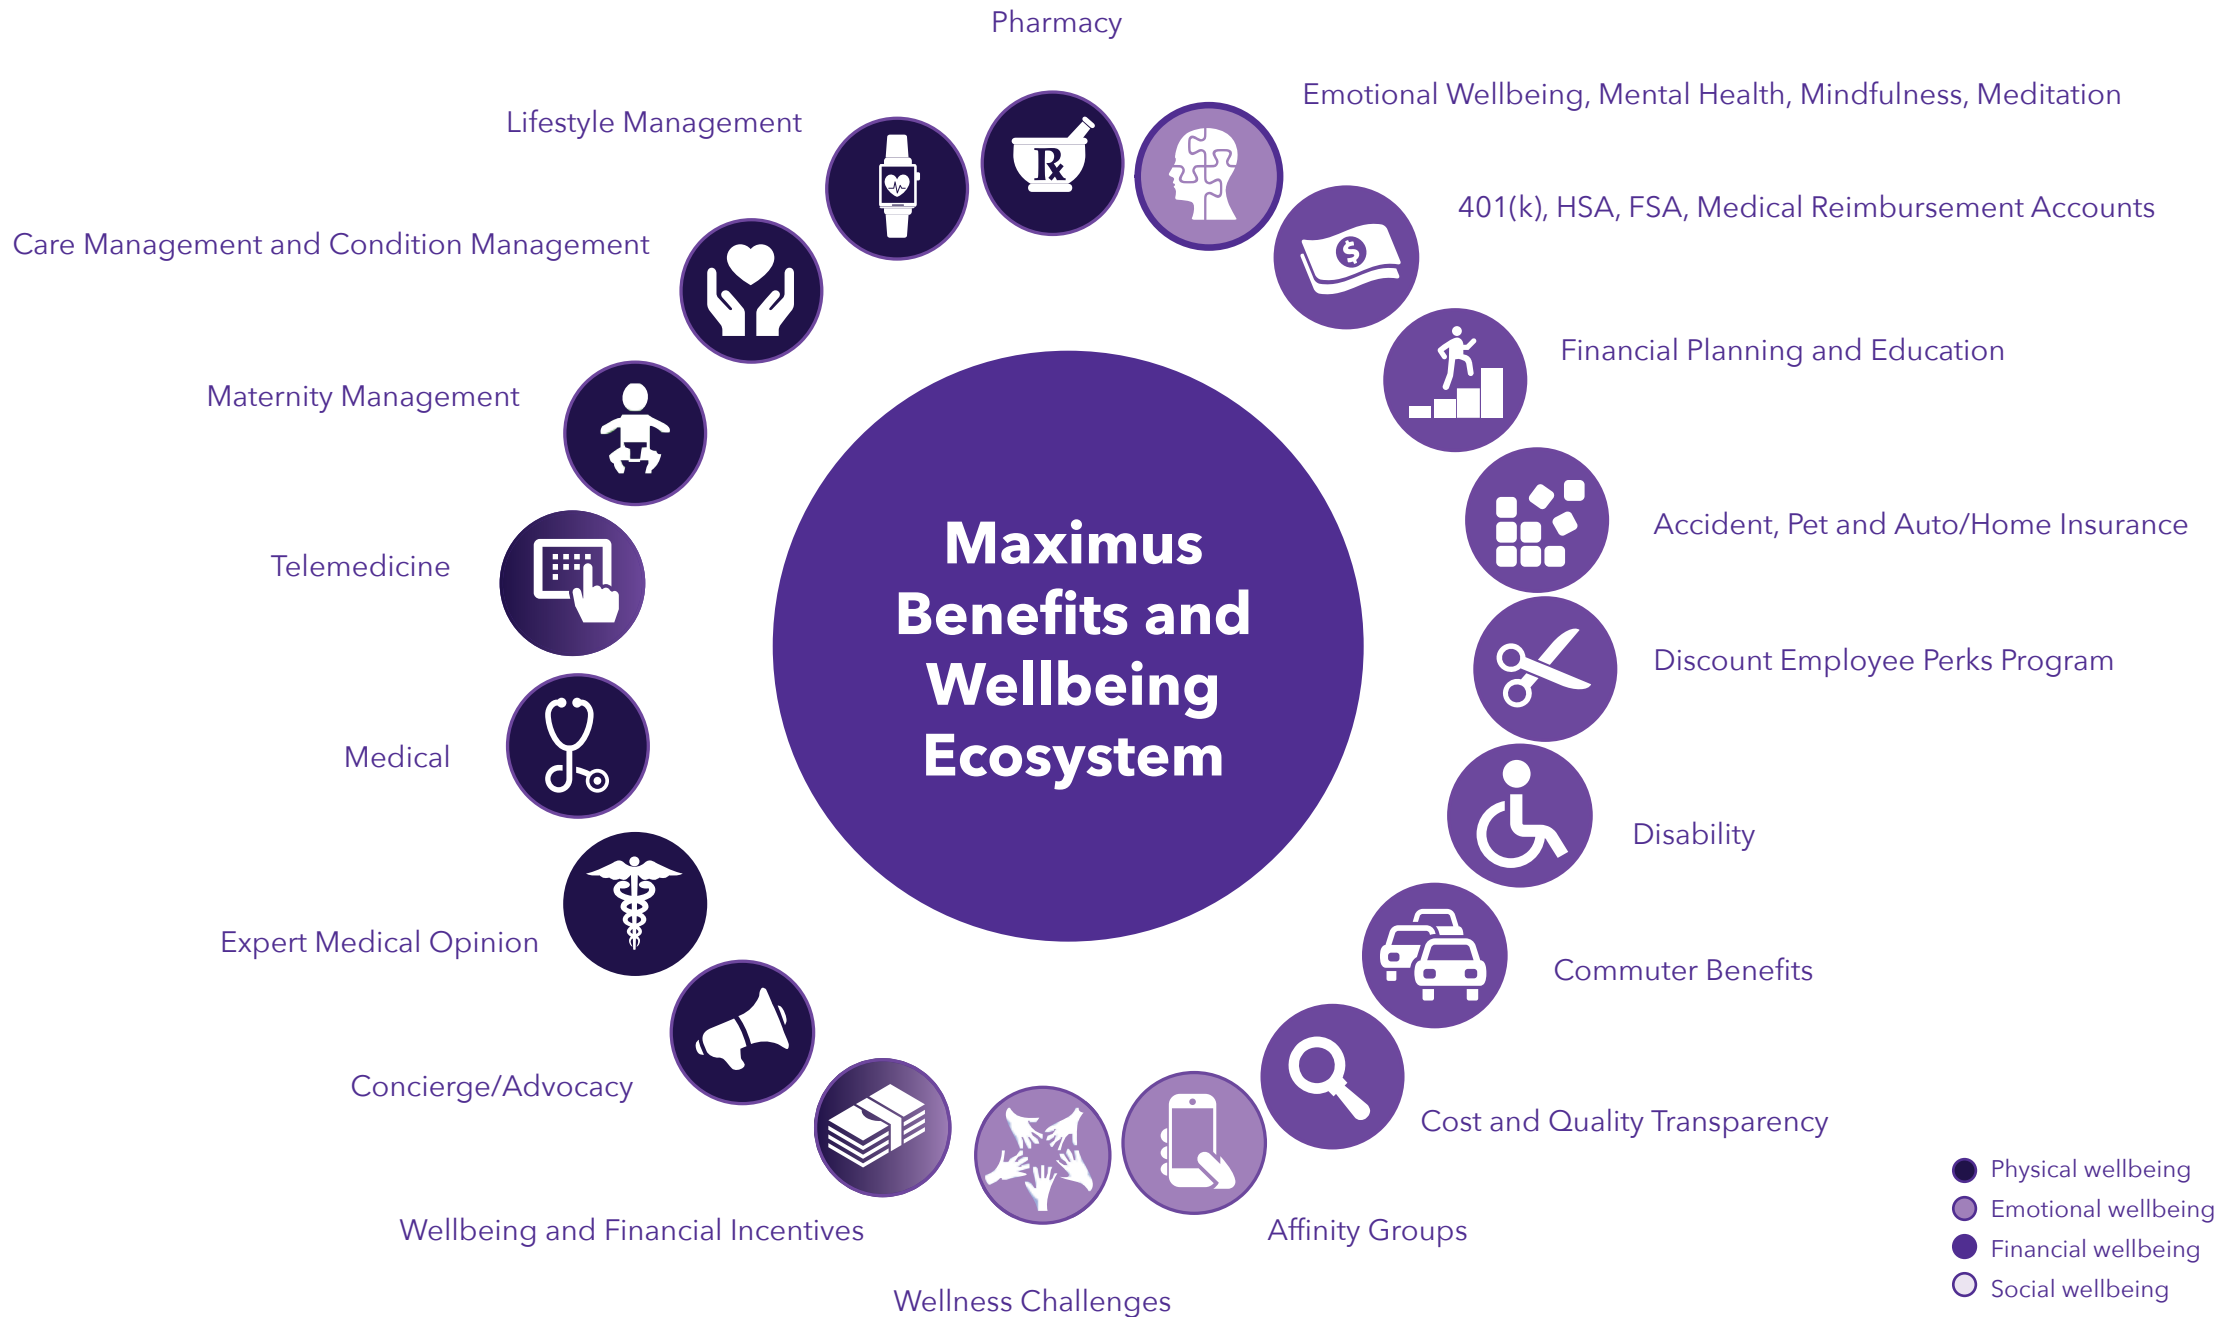 Pharmacy
Emotional Wellbeing, Mental Health, Mindfulness, Meditation
Lifestyle Management
401(k), HSA, FSA, Medical Reimbursement Accounts
Care Management and Condition Management
Financial Planning and Education
Maternity Management
Accident, Pet and Auto/Home Insurance
Telemedicine
Maximus
Benefits and
Wellbeing
Ecosystem
Discount Employee Perks Program
Medical
Disability
Expert Medical Opinion
Commuter Benefits
Concierge/Advocacy
Cost and Quality Transparency
Wellbeing and Financial Incentives
Affinity Groups
Wellness Challenges
Physical wellbeing
Emotional wellbeing
Financial wellbeing
Social wellbeing
Rx
$